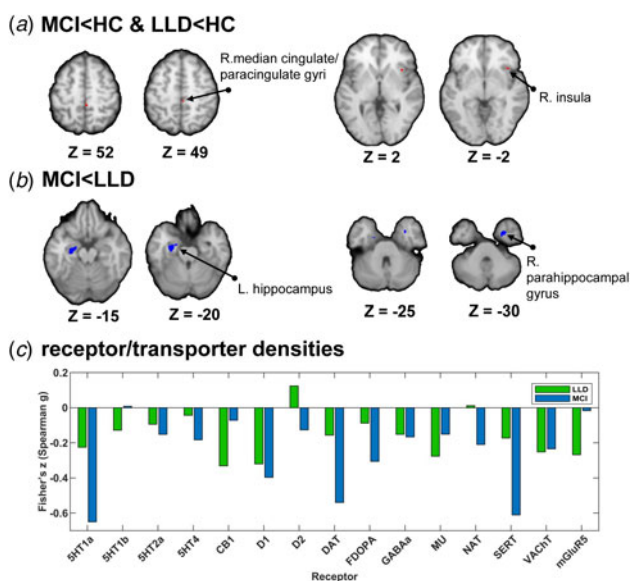 (a) MCI<HC & LLD<HC
R.median cingulate/
paracingulate gyri
R. insula
Z = 52
Z = 49
Z = 2
Z = -2
(b) MCI<LLD
L. hippocampus
R.
parahippocampal
gyrus
Z = -15
Z = -20
Z = -25
Z = -30
(c) receptor/transporter densities
Fisher's z (Spearman g)
0.2
0
-0.2
-0.4
-0.6
LLD
MCI
5HT1a
5HT1b
5HT2a
5HT4
CB1
D1
D2
DAT
FDOPA
GABAa
MU
NAT
SERT
VAChT
mGluR5
Receptor